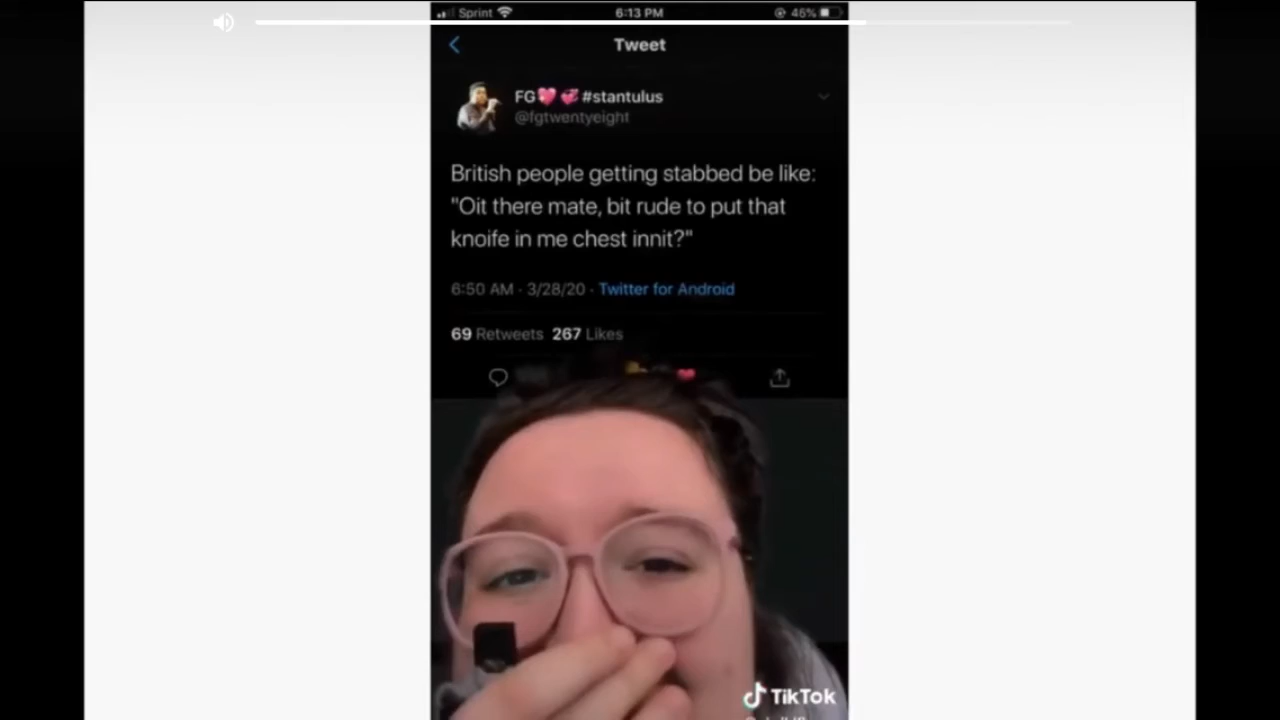 Sprint 6:13 PM 46%
Tweet
FG💖 💞 #stantulus
@fgtwentyeight
British people getting stabbed be like:
"Oit there mate, bit rude to put that
knoife in me chest innit?"
6:50 AM · 3/28/20 · Twitter for Android
69 Retweets 267 Likes
TikTok